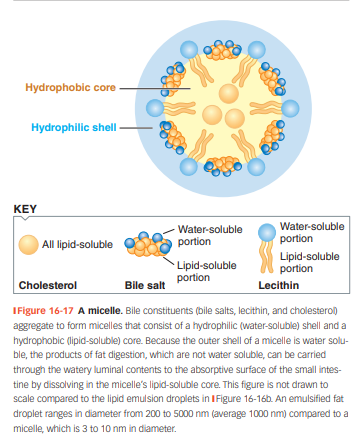 Hydrophobic core
Hydrophilic shell
KEY
All lipid-soluble
Cholesterol
Water-soluble
portion
Lipid-soluble
portion
Bile salt
Water-soluble
portion
Lipid-soluble
portion
Lecithin
Figure 16-17 A micelle. Bile constituents (bile salts, lecithin, and cholesterol)
aggregate to form micelles that consist of a hydrophilic (water-soluble) shell and a
hydrophobic (lipid-soluble) core. Because the outer shell of a micelle is water solu-
ble, the products of fat digestion, which are not water soluble, can be carried
through the watery luminal contents to the absorptive surface of the small intes-
tine by dissolving in the micelle's lipid-soluble core. This figure is not drawn to
scale compared to the lipid emulsion droplets in Figure 16-16b. An emulsified fat
droplet ranges in diameter from 200 to 5000 nm (average 1000 nm) compared to a
micelle, which is 3 to 10 nm in diameter.